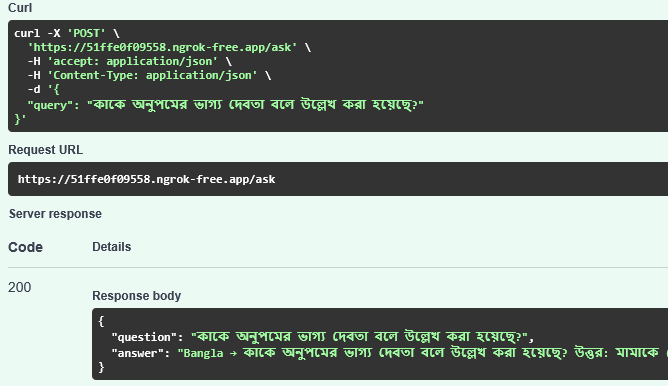 Curl
curl -X 'POST' \
'https://51ffe0f09558.ngrok-free.app/ask' \
-H 'accept: application/json' \
-H 'Content-Type: application/json' \
-d '{
"query": "কাকে অনুপমের ভাগ্য দেবতা বলে উল্লেখ করা হয়েছে?"
}'
Request URL
https://51ffe0f09558.ngrok-free.app/ask
Server response
Code Details
200
Response body
{
"question": "কাকে অনুপমের ভাগ্য দেবতা বলে উল্লেখ করা হয়েছে?",
"answer": "Bangla → কাকে অনুপমের ভাগ্য দেবতা বলে উল্লেখ করা হয়েছে? উত্তর: মামাকে (
}